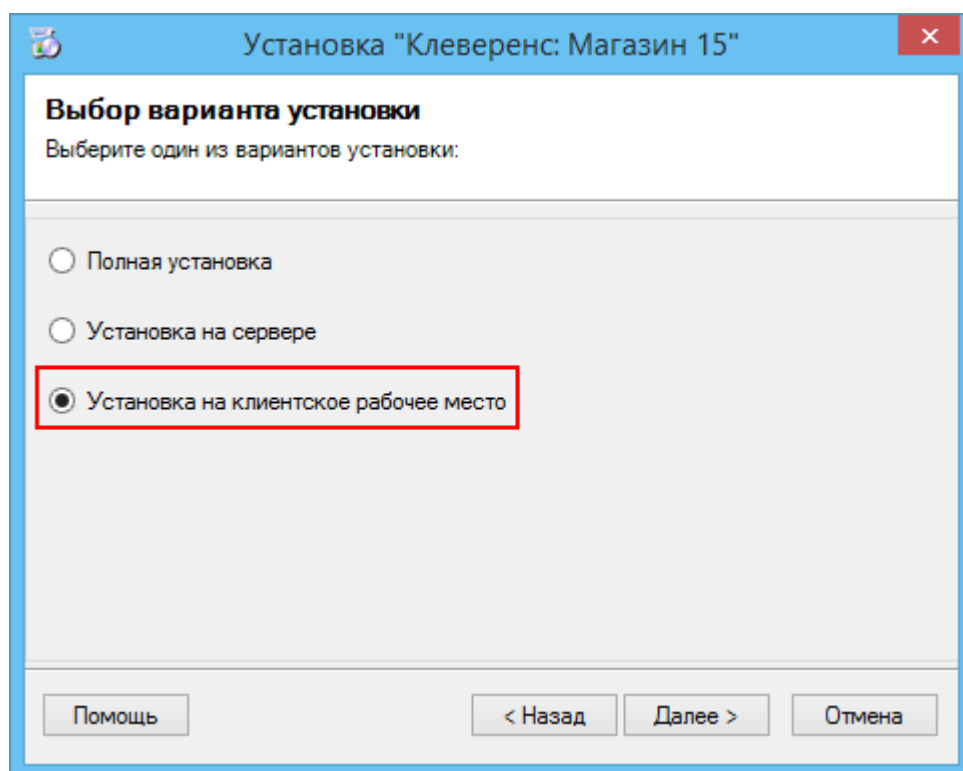 Установка "Клеверенс: Магазин 15"
Выбор варианта установки
Выберите один из вариантов установки:
Полная установка
Установка на сервере
Установка на клиентское рабочее место
Помощь < Назад Далее > Отмена